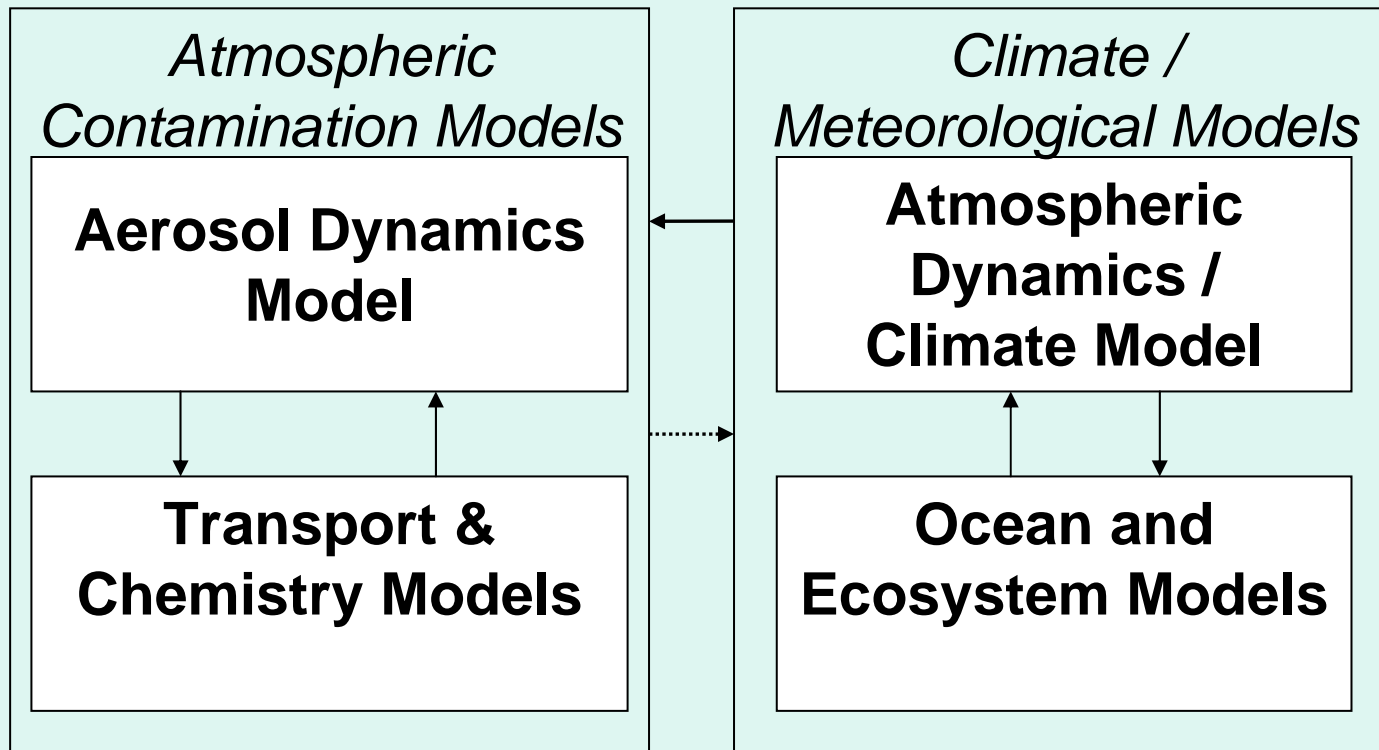 Atmospheric
Contamination Models
Aerosol Dynamics
Model
Transport &
Chemistry Models
Climate /
Meteorological Models
Atmospheric
Dynamics /
Climate Model
Ocean and
Ecosystem Models